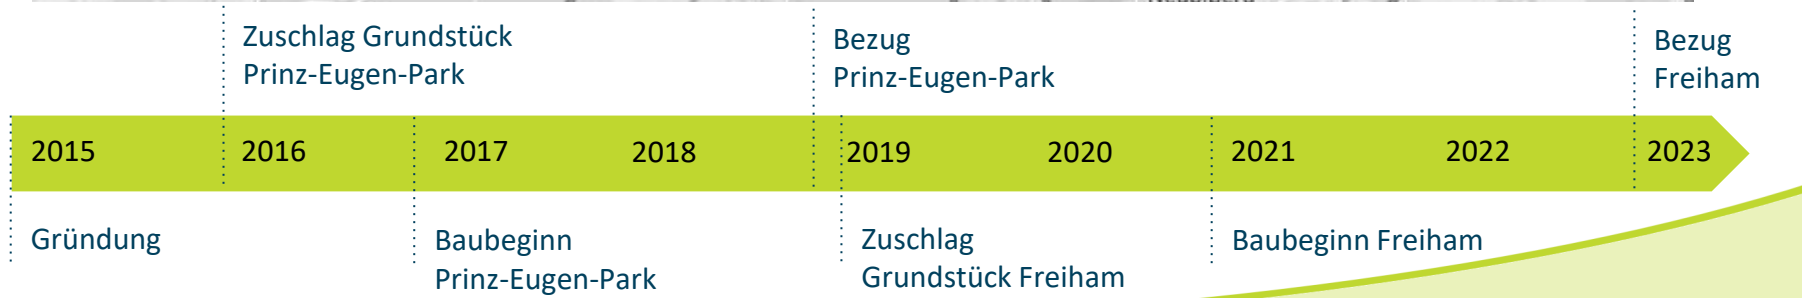 Zuschlag Grundstück
Prinz-Eugen-Park
Bezug
Prinz-Eugen-Park
Bezug
Freiham
2015 2016 2017 2018 2019 2020 2021 2022 2023
Gründung
Baubeginn
Prinz-Eugen-Park
Zuschlag
Grundstück Freiham
Baubeginn Freiham